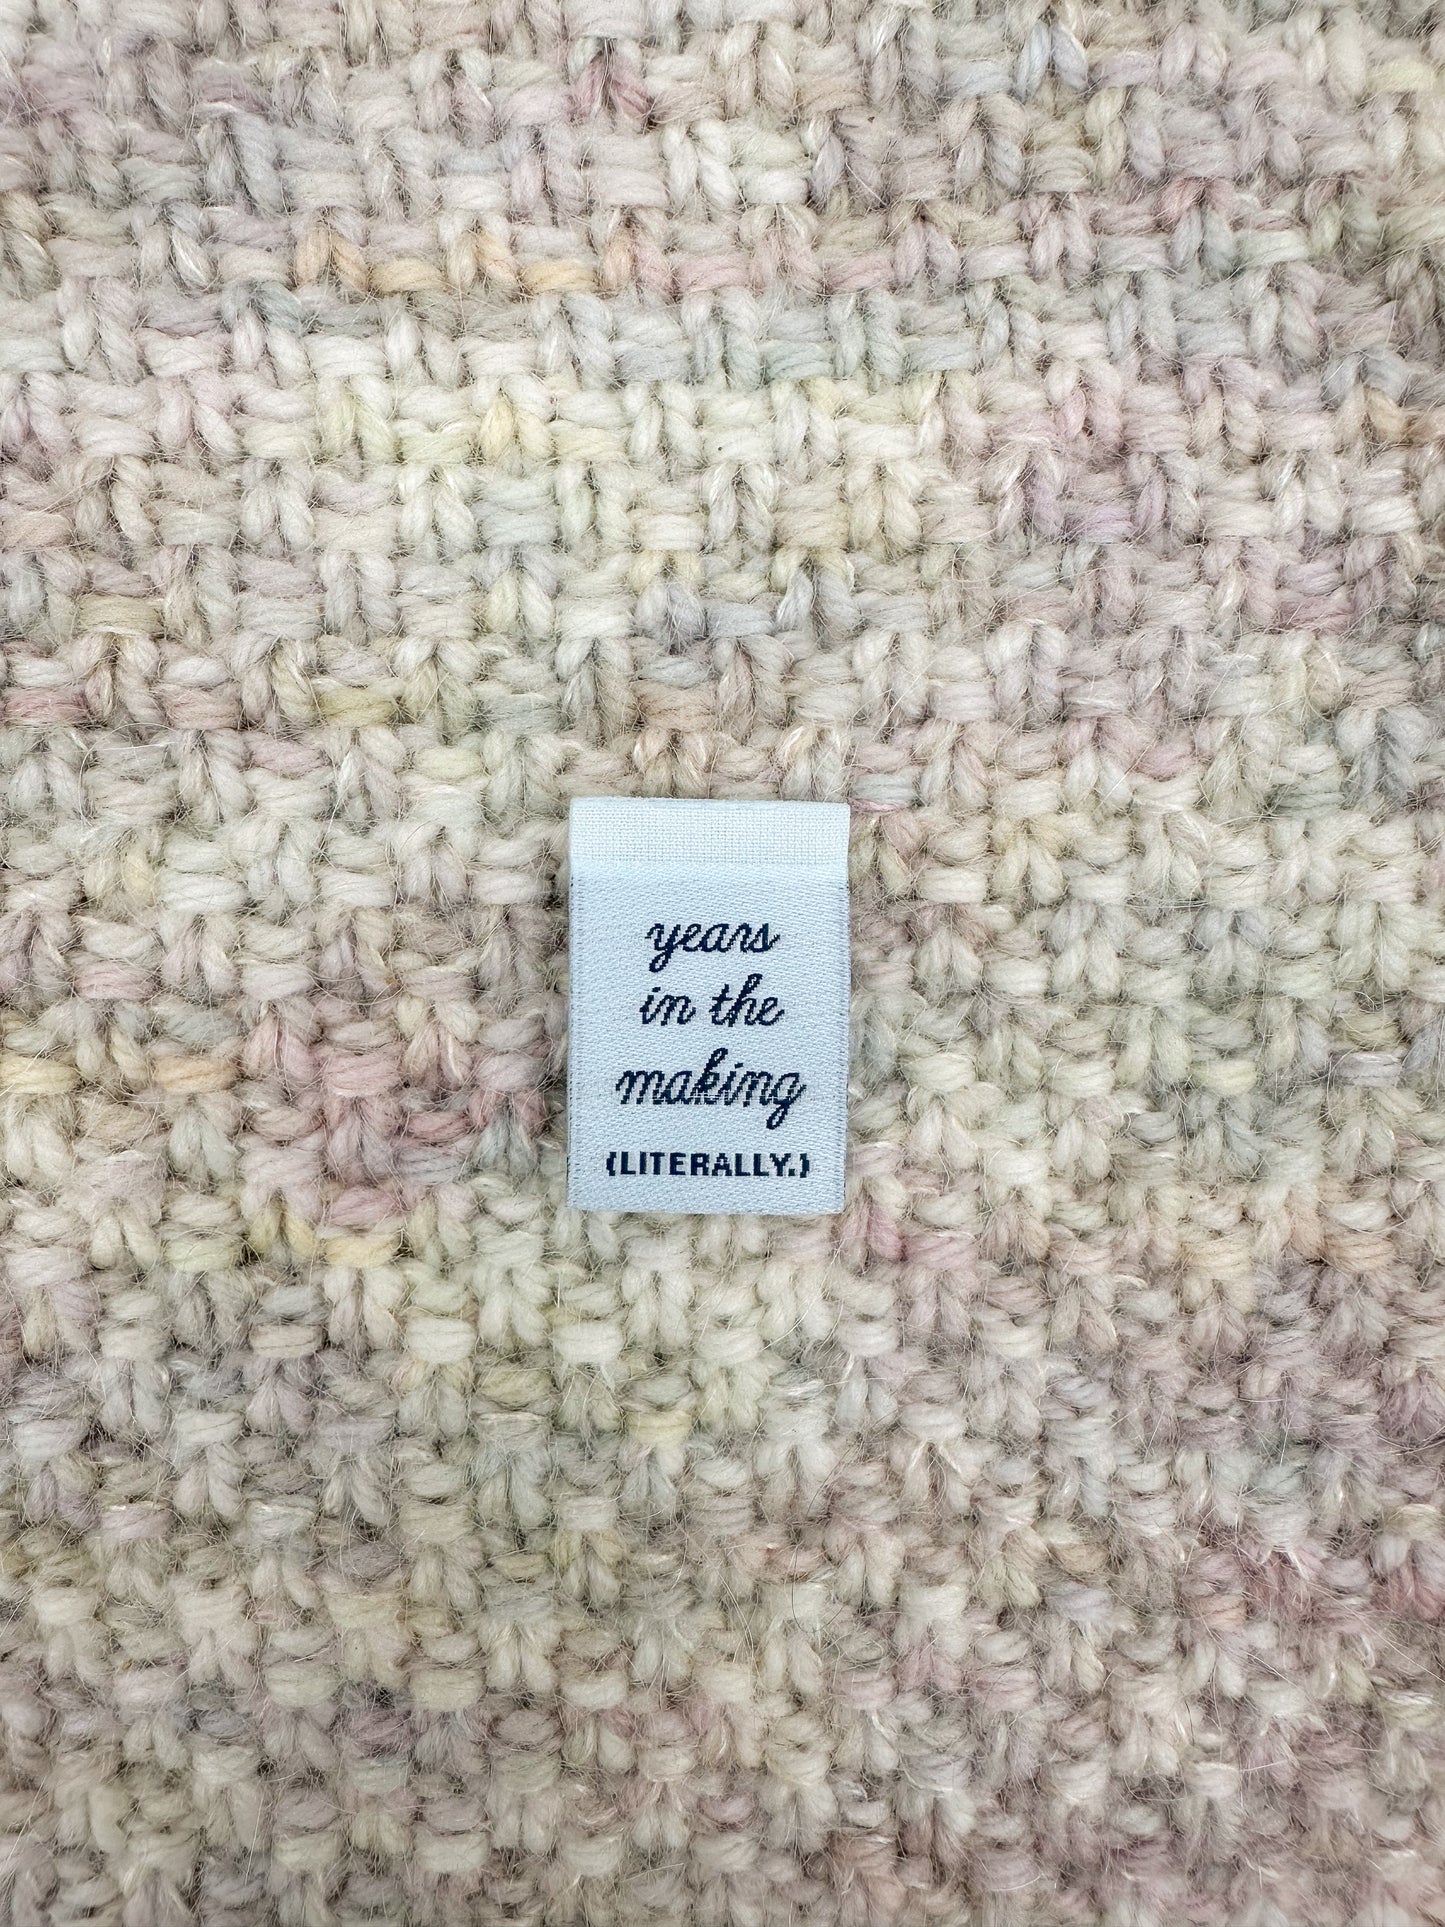 years
in the
making
(LITERALLY.)